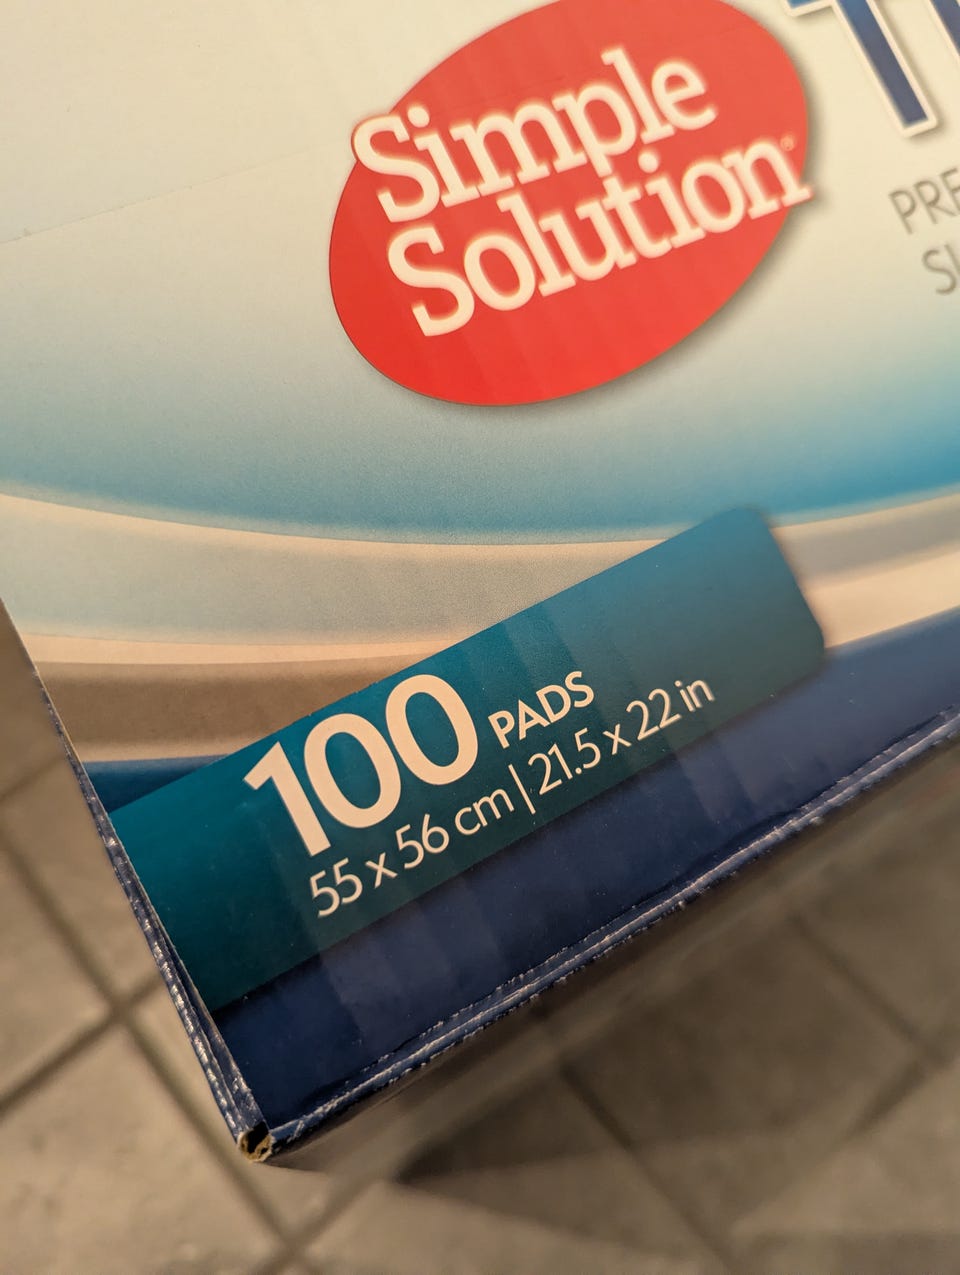 Simple
Solution®
100 PADS
55 x 56 cm | 21.5 x 22 in